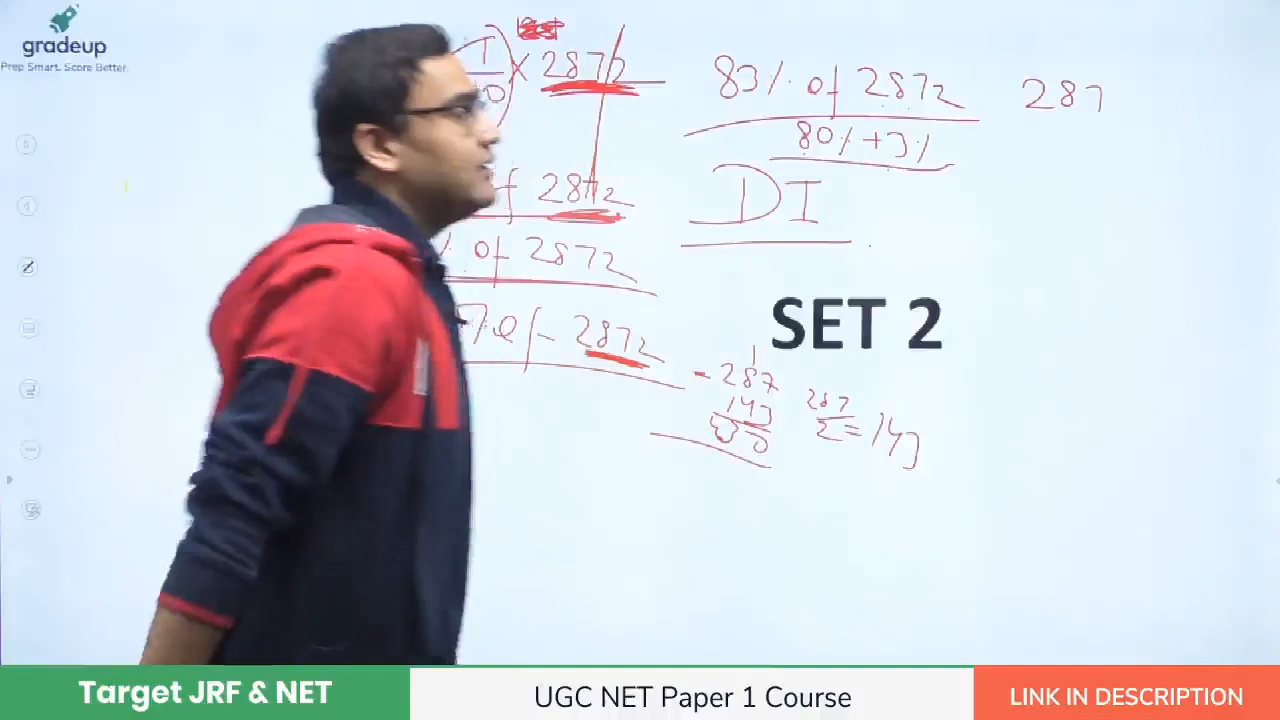 gradeup
Prep Smart. Score Better.
× 2872
83% of 2872
287
80% + 3%
2872
DI
% of 2872
2872
SET 2
- 287
143
287
2 = 143
Target JRF & NET
UGC NET Paper 1 Course
LINK IN DESCRIPTION